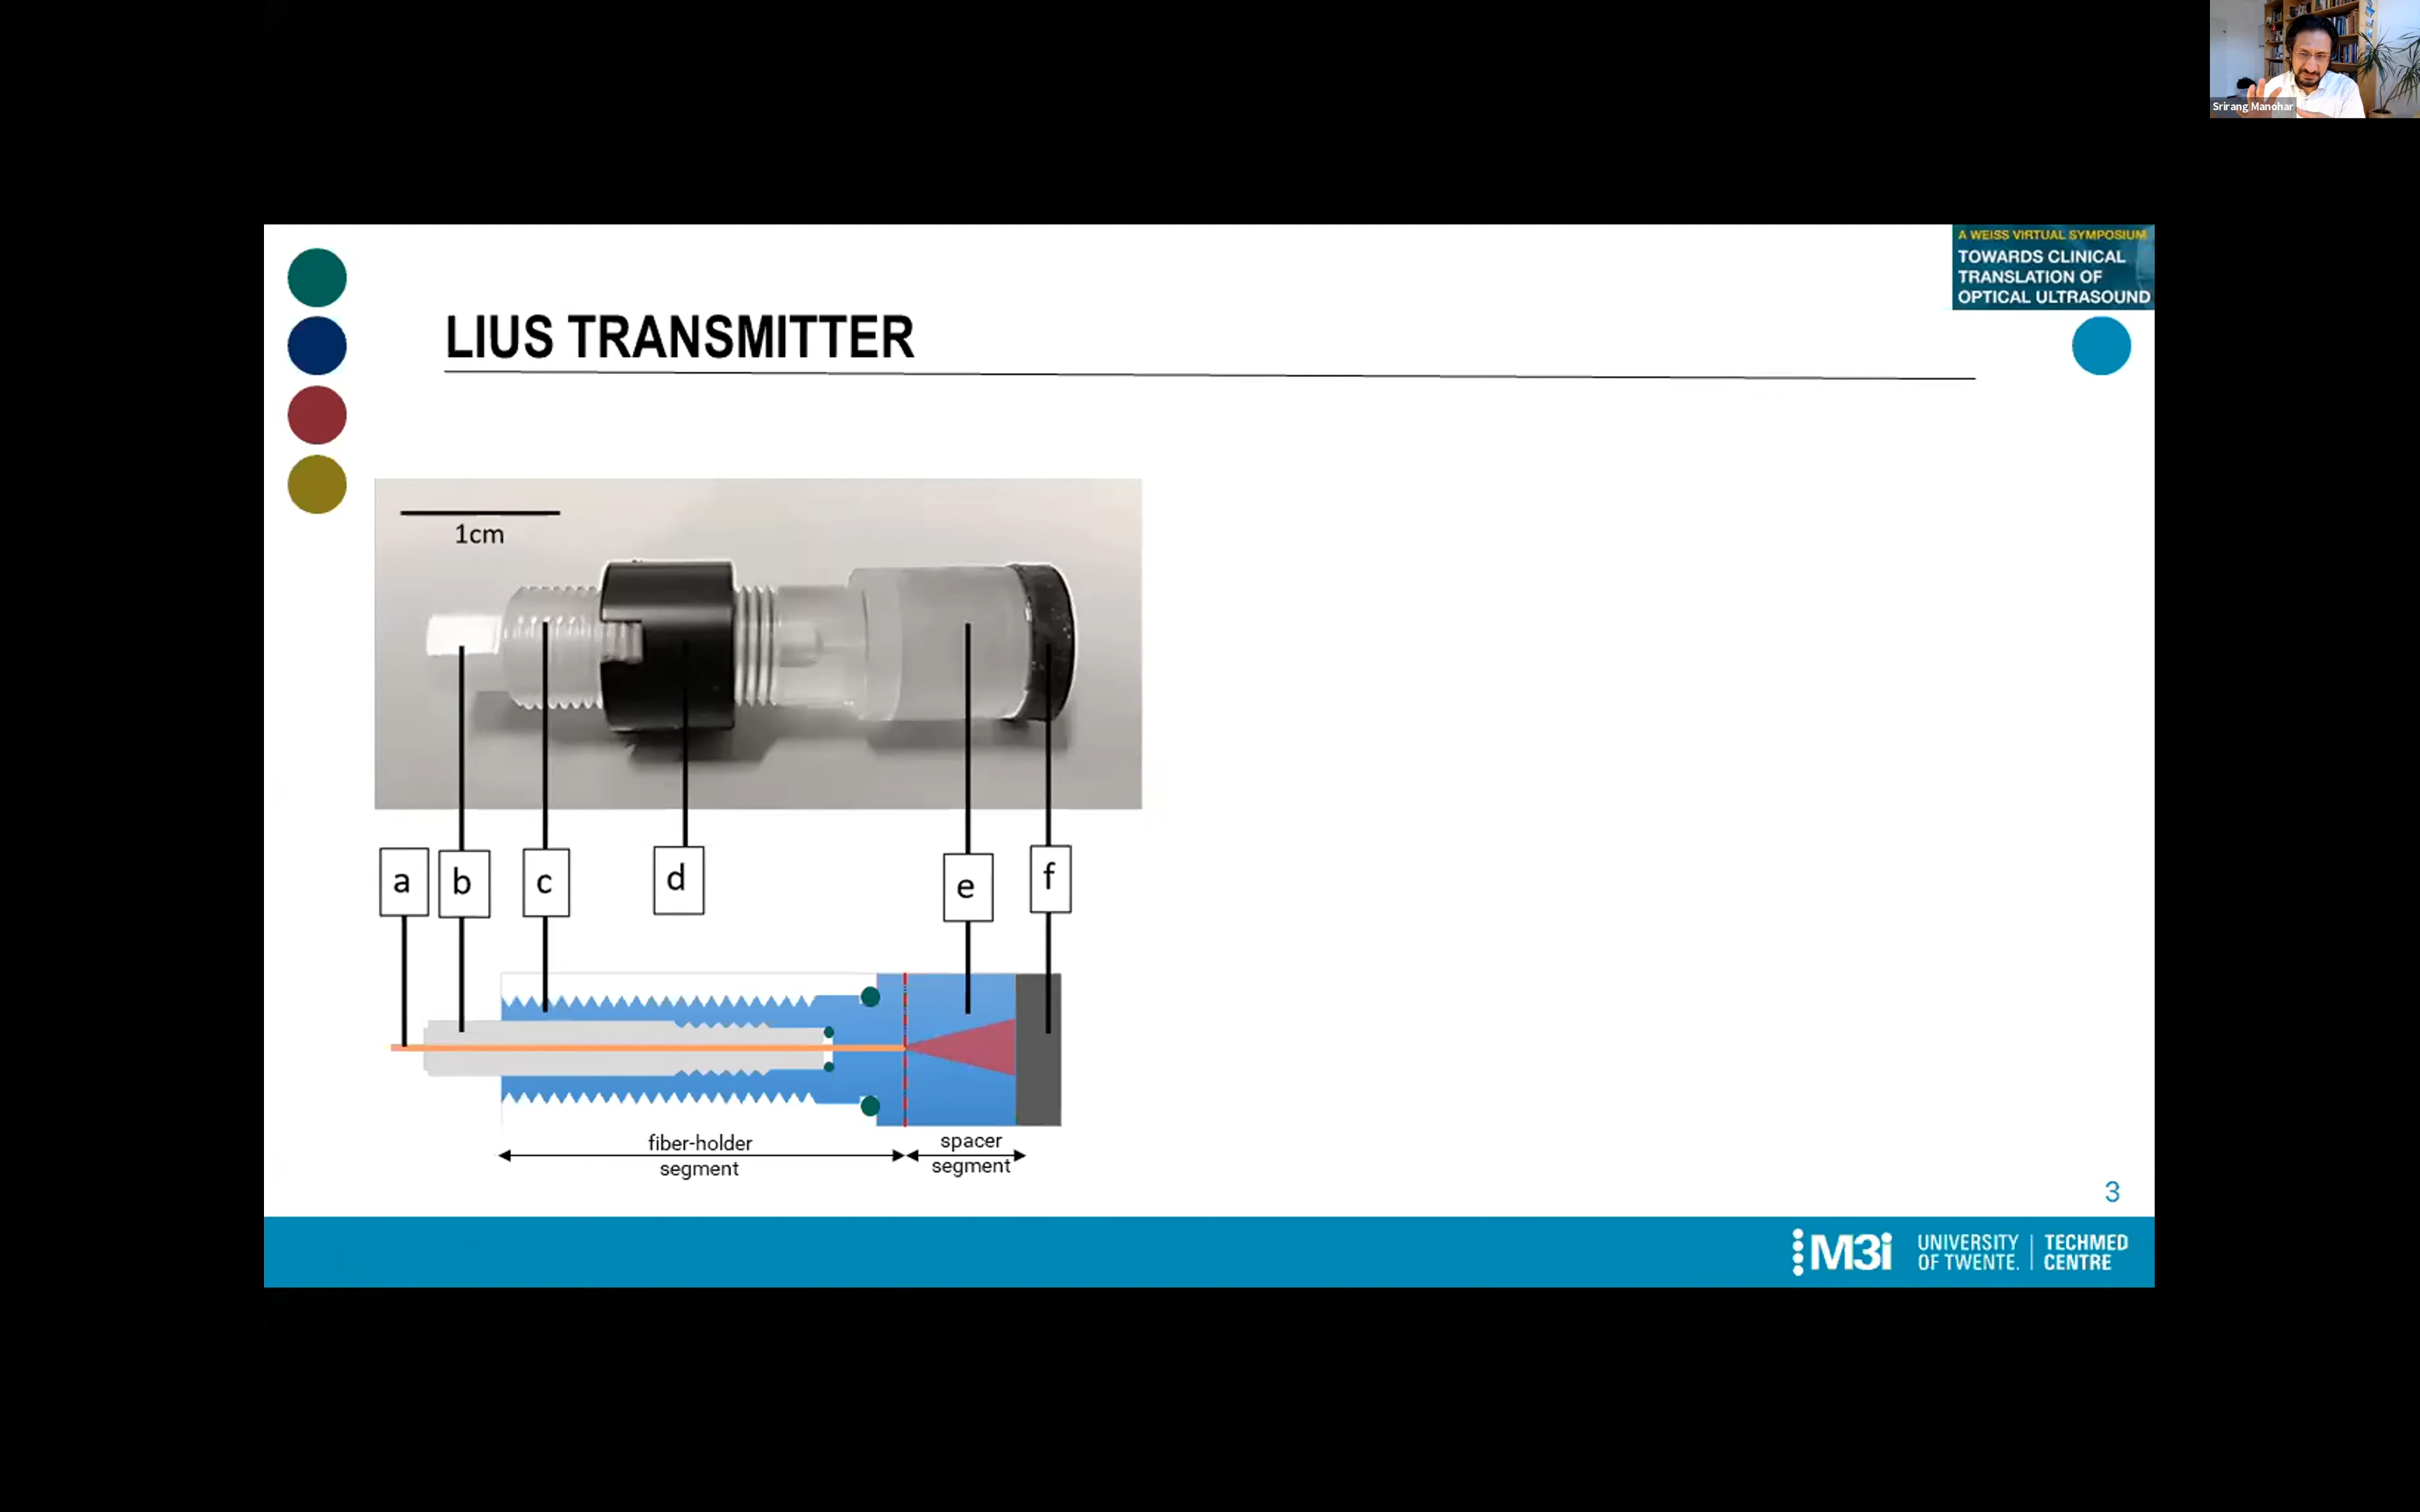 Srirang Manohar
A WEISS VIRTUAL SYMPOSIUM
TOWARDS CLINICAL
TRANSLATION OF
OPTICAL ULTRASOUND
LIUS TRANSMITTER
1cm
a
b
c
d
e
f
fiber-holder
segment
spacer
segment
3
M3i
UNIVERSITY
OF TWENTE.
TECHMED
CENTRE